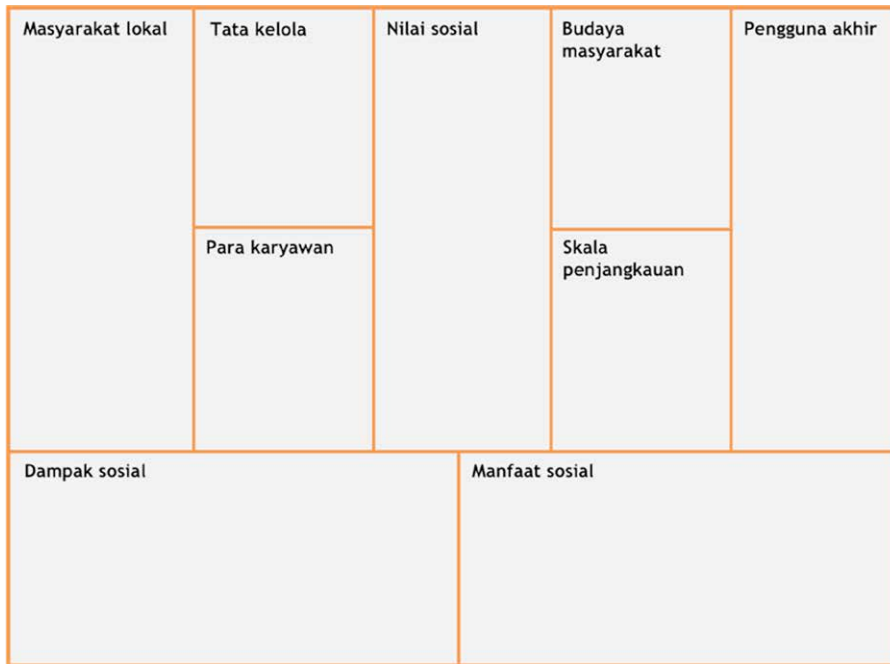 Masyarakat lokal
Tata kelola
Para karyawan
Nilai sosial
Budaya
masyarakat
Skala
penjangkauan
Pengguna akhir
Dampak sosial
Manfaat sosial